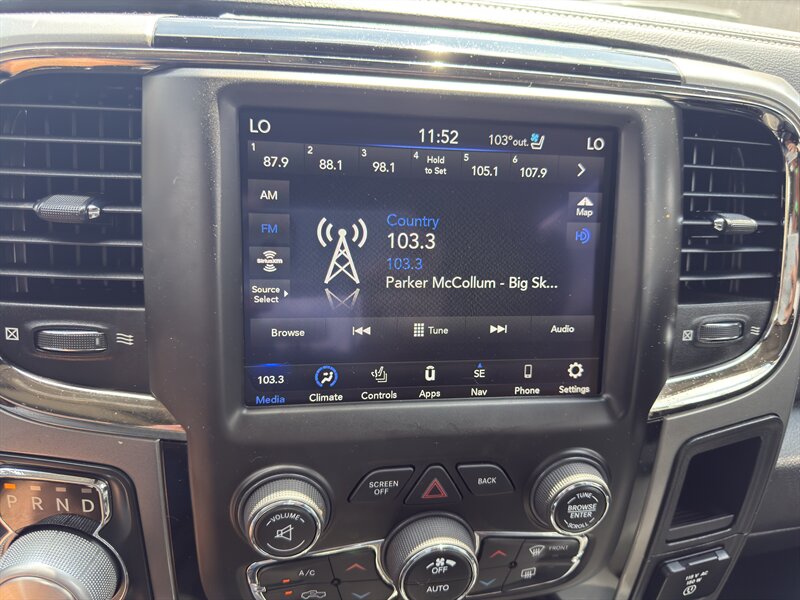 LO 11:52 103° out. LO
1 87.9 2 88.1 3 98.1 4 Hold to Set 5 105.1 6 107.9
AM
FM
SiriusXM
Source
Select
Country
103.3
103.3
Parker McCollum - Big Sk...
Map
HD
Browse Tune Audio
103.3 SE
Media Climate Controls Apps Nav Phone Settings
P R N D
VOLUME
SCREEN
OFF
BACK
TUNE
BROWSE
ENTER
SCROLL
A/C
OFF
AUTO
FRONT
115 V AC
150 W